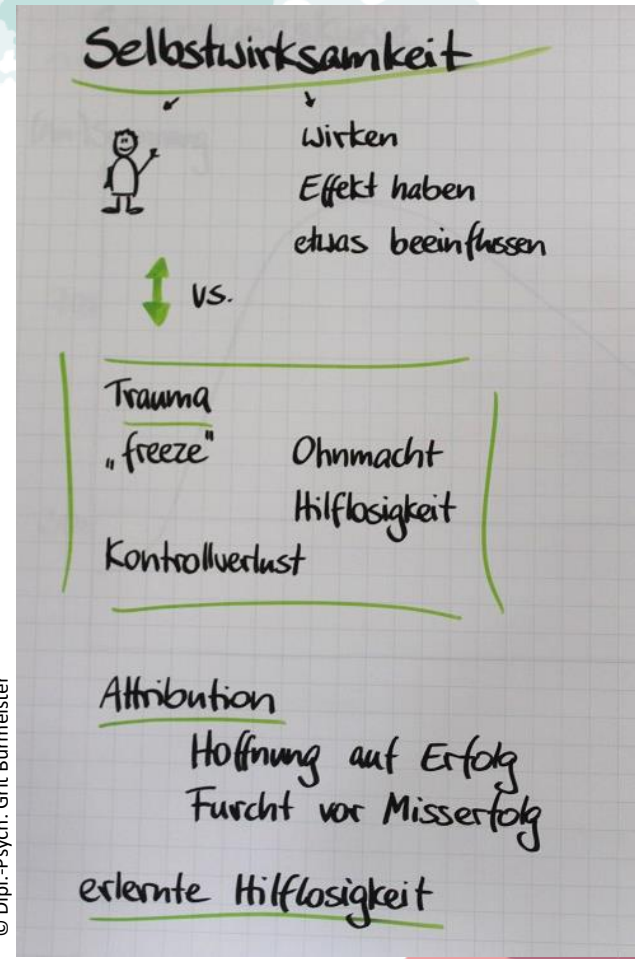 Selbstwirksamkeit
Wirken
Effekt haben
etwas beeinflussen
vs.
Trauma
„freeze"
Ohnmacht
Hilflosigkeit
Kontrollverlust
Attribution
Hoffnung auf Erfolg
Furcht vor Misserfolg
erlernte Hilflosigkeit
© Dipl.-Psych. Grit Burmeister